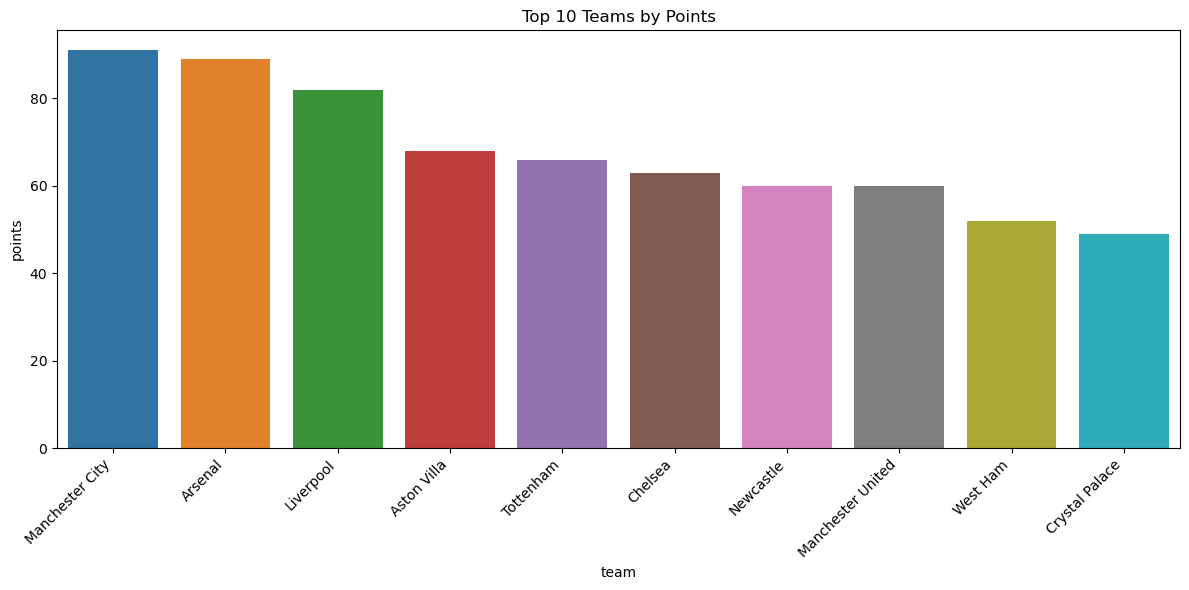 Top 10 Teams by Points
points
80
60
40
20
0
Manchester City
Arsenal
Liverpool
Aston Villa
Tottenham
Chelsea
Newcastle
Manchester United
West Ham
Crystal Palace
team